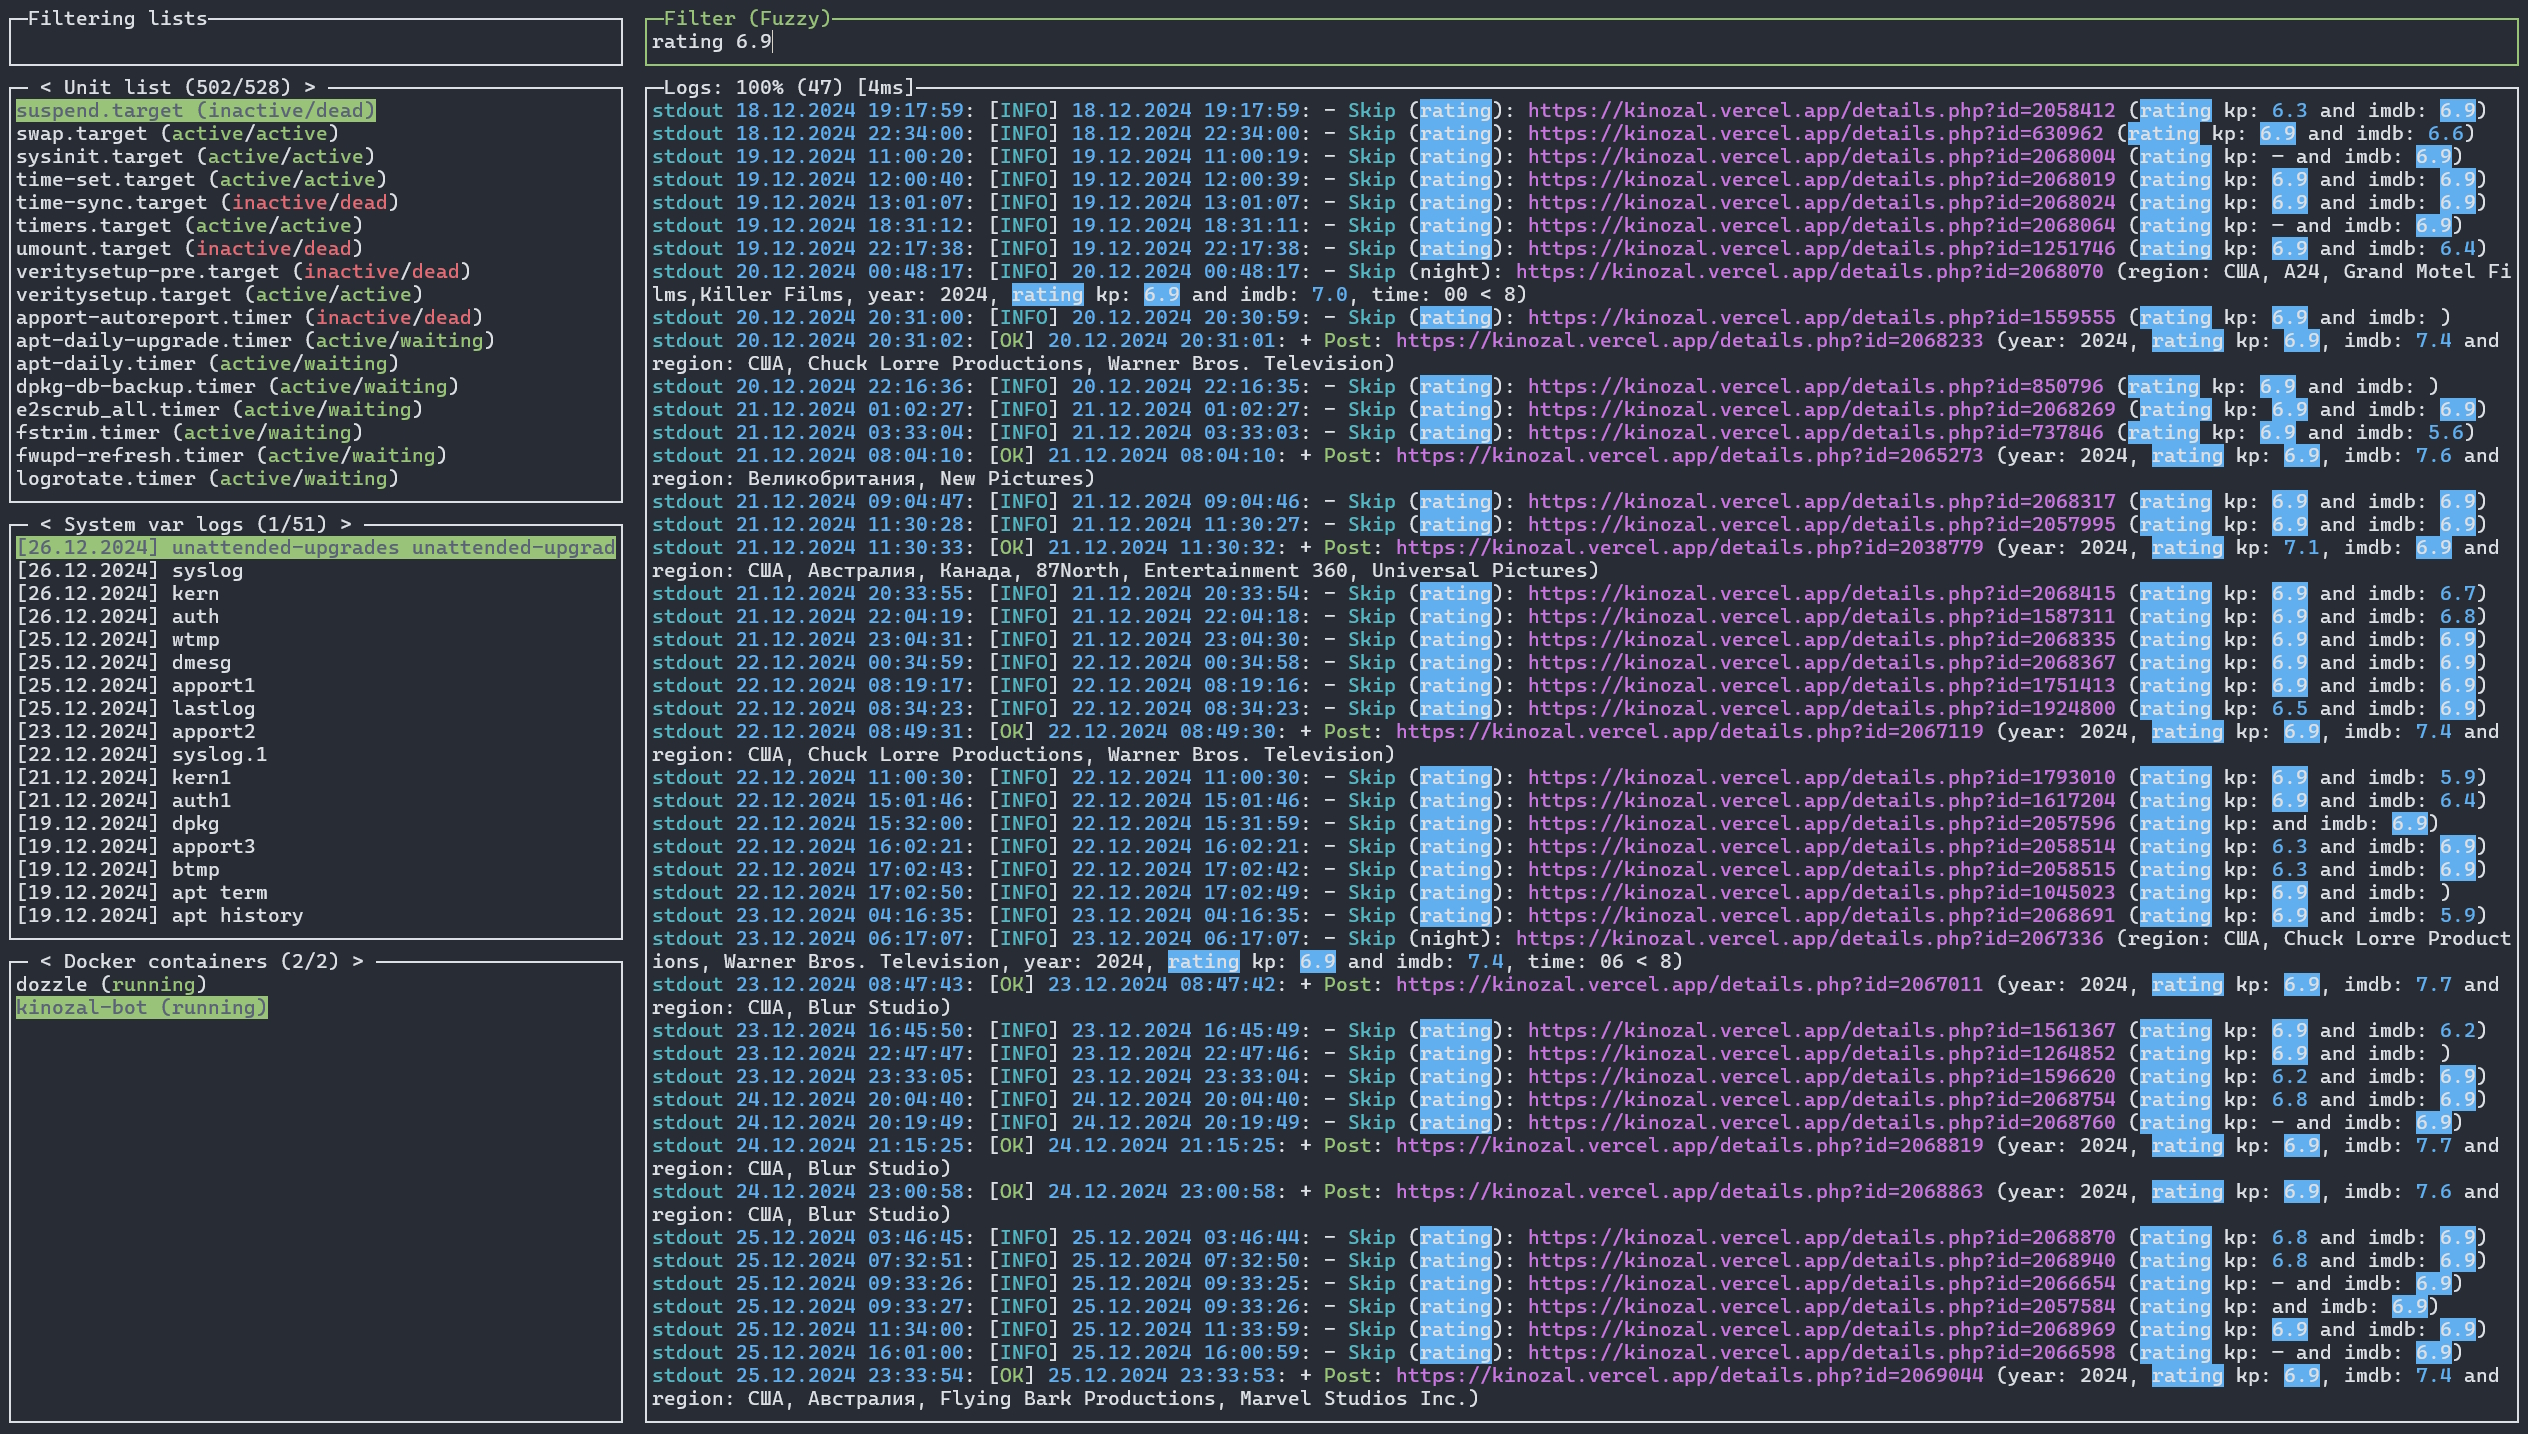 Filtering lists
< Unit list (502/528) >
suspend.target (inactive/dead)
swap.target (active/active)
sysinit.target (active/active)
time-set.target (active/active)
time-sync.target (inactive/dead)
timers.target (active/active)
umount.target (inactive/dead)
veritysetup-pre.target (inactive/dead)
veritysetup.target (active/active)
apport-autoreport.timer (inactive/dead)
apt-daily-upgrade.timer (active/waiting)
apt-daily.timer (active/waiting)
dpkg-db-backup.timer (active/waiting)
e2scrub_all.timer (active/waiting)
fstrim.timer (active/waiting)
fwupd-refresh.timer (active/waiting)
logrotate.timer (active/waiting)
< System var logs (1/51) >
[26.12.2024] unattended-upgrades unattended-upgrad
[26.12.2024] syslog
[26.12.2024] kern
[26.12.2024] auth
[25.12.2024] wtmp
[25.12.2024] dmesg
[25.12.2024] apport1
[25.12.2024] lastlog
[23.12.2024] apport2
[22.12.2024] syslog.1
[21.12.2024] kern1
[21.12.2024] auth1
[19.12.2024] dpkg
[19.12.2024] apport3
[19.12.2024] btmp
[19.12.2024] apt term
[19.12.2024] apt history
< Docker containers (2/2) >
dozzle (running)
kinozal-bot (running)
Filter (Fuzzy)
rating 6.9
Logs: 100% (47) [4ms]
stdout 18.12.2024 19:17:59: [INFO] 18.12.2024 19:17:59: - Skip (rating): https://kinozal.vercel.app/details.php?id=2058412 (rating kp: 6.3 and imdb: 6.9)
stdout 18.12.2024 22:34:00: [INFO] 18.12.2024 22:34:00: - Skip (rating): https://kinozal.vercel.app/details.php?id=630962 (rating kp: 6.9 and imdb: 6.6)
stdout 19.12.2024 11:00:20: [INFO] 19.12.2024 11:00:19: - Skip (rating): https://kinozal.vercel.app/details.php?id=2068004 (rating kp: - and imdb: 6.9)
stdout 19.12.2024 12:00:40: [INFO] 19.12.2024 12:00:39: - Skip (rating): https://kinozal.vercel.app/details.php?id=2068019 (rating kp: 6.9 and imdb: 6.9)
stdout 19.12.2024 13:01:07: [INFO] 19.12.2024 13:01:07: - Skip (rating): https://kinozal.vercel.app/details.php?id=2068024 (rating kp: 6.9 and imdb: 6.9)
stdout 19.12.2024 18:31:12: [INFO] 19.12.2024 18:31:11: - Skip (rating): https://kinozal.vercel.app/details.php?id=2068064 (rating kp: - and imdb: 6.9)
stdout 19.12.2024 22:17:38: [INFO] 19.12.2024 22:17:38: - Skip (rating): https://kinozal.vercel.app/details.php?id=1251746 (rating kp: 6.9 and imdb: 6.4)
stdout 20.12.2024 00:48:17: [INFO] 20.12.2024 00:48:17: - Skip (night): https://kinozal.vercel.app/details.php?id=2068070 (region: США, A24, Grand Motel Fi
lms,Killer Films, year: 2024, rating kp: 6.9 and imdb: 7.0, time: 00 < 8)
stdout 20.12.2024 20:31:00: [INFO] 20.12.2024 20:30:59: - Skip (rating): https://kinozal.vercel.app/details.php?id=1559555 (rating kp: 6.9 and imdb: )
stdout 20.12.2024 20:31:02: [OK] 20.12.2024 20:31:01: + Post: https://kinozal.vercel.app/details.php?id=2068233 (year: 2024, rating kp: 6.9, imdb: 7.4 and
region: США, Chuck Lorre Productions, Warner Bros. Television)
stdout 20.12.2024 22:16:36: [INFO] 20.12.2024 22:16:35: - Skip (rating): https://kinozal.vercel.app/details.php?id=850796 (rating kp: 6.9 and imdb: )
stdout 21.12.2024 01:02:27: [INFO] 21.12.2024 01:02:27: - Skip (rating): https://kinozal.vercel.app/details.php?id=2068269 (rating kp: 6.9 and imdb: 6.9)
stdout 21.12.2024 03:33:04: [INFO] 21.12.2024 03:33:03: - Skip (rating): https://kinozal.vercel.app/details.php?id=737846 (rating kp: 6.9 and imdb: 5.6)
stdout 21.12.2024 08:04:10: [OK] 21.12.2024 08:04:10: + Post: https://kinozal.vercel.app/details.php?id=2065273 (year: 2024, rating kp: 6.9, imdb: 7.6 and
region: Великобритания, New Pictures)
stdout 21.12.2024 09:04:47: [INFO] 21.12.2024 09:04:46: - Skip (rating): https://kinozal.vercel.app/details.php?id=2068317 (rating kp: 6.9 and imdb: 6.9)
stdout 21.12.2024 11:30:28: [INFO] 21.12.2024 11:30:27: - Skip (rating): https://kinozal.vercel.app/details.php?id=2057995 (rating kp: 6.9 and imdb: 6.9)
stdout 21.12.2024 11:30:33: [OK] 21.12.2024 11:30:32: + Post: https://kinozal.vercel.app/details.php?id=2038779 (year: 2024, rating kp: 7.1, imdb: 6.9 and
region: США, Австралия, Канада, 87North, Entertainment 360, Universal Pictures)
stdout 21.12.2024 20:33:55: [INFO] 21.12.2024 20:33:54: - Skip (rating): https://kinozal.vercel.app/details.php?id=2068415 (rating kp: 6.9 and imdb: 6.7)
stdout 21.12.2024 22:04:19: [INFO] 21.12.2024 22:04:18: - Skip (rating): https://kinozal.vercel.app/details.php?id=1587311 (rating kp: 6.9 and imdb: 6.8)
stdout 21.12.2024 23:04:31: [INFO] 21.12.2024 23:04:30: - Skip (rating): https://kinozal.vercel.app/details.php?id=2068335 (rating kp: 6.9 and imdb: 6.9)
stdout 22.12.2024 00:34:59: [INFO] 22.12.2024 00:34:58: - Skip (rating): https://kinozal.vercel.app/details.php?id=2068367 (rating kp: 6.9 and imdb: 6.9)
stdout 22.12.2024 08:19:17: [INFO] 22.12.2024 08:19:16: - Skip (rating): https://kinozal.vercel.app/details.php?id=1751413 (rating kp: 6.9 and imdb: 6.9)
stdout 22.12.2024 08:34:23: [INFO] 22.12.2024 08:34:23: - Skip (rating): https://kinozal.vercel.app/details.php?id=1924800 (rating kp: 6.5 and imdb: 6.9)
stdout 22.12.2024 08:49:31: [OK] 22.12.2024 08:49:30: + Post: https://kinozal.vercel.app/details.php?id=2067119 (year: 2024, rating kp: 6.9, imdb: 7.4 and
region: США, Chuck Lorre Productions, Warner Bros. Television)
stdout 22.12.2024 11:00:30: [INFO] 22.12.2024 11:00:30: - Skip (rating): https://kinozal.vercel.app/details.php?id=1793010 (rating kp: 6.9 and imdb: 5.9)
stdout 22.12.2024 15:01:46: [INFO] 22.12.2024 15:01:46: - Skip (rating): https://kinozal.vercel.app/details.php?id=1617204 (rating kp: 6.9 and imdb: 6.4)
stdout 22.12.2024 15:32:00: [INFO] 22.12.2024 15:31:59: - Skip (rating): https://kinozal.vercel.app/details.php?id=2057596 (rating kp: and imdb: 6.9)
stdout 22.12.2024 16:02:21: [INFO] 22.12.2024 16:02:21: - Skip (rating): https://kinozal.vercel.app/details.php?id=2058514 (rating kp: 6.3 and imdb: 6.9)
stdout 22.12.2024 17:02:43: [INFO] 22.12.2024 17:02:42: - Skip (rating): https://kinozal.vercel.app/details.php?id=2058515 (rating kp: 6.3 and imdb: 6.9)
stdout 22.12.2024 17:02:50: [INFO] 22.12.2024 17:02:49: - Skip (rating): https://kinozal.vercel.app/details.php?id=1045023 (rating kp: 6.9 and imdb: )
stdout 23.12.2024 04:16:35: [INFO] 23.12.2024 04:16:35: - Skip (rating): https://kinozal.vercel.app/details.php?id=2068691 (rating kp: 6.9 and imdb: 5.9)
stdout 23.12.2024 06:17:07: [INFO] 23.12.2024 06:17:07: - Skip (night): https://kinozal.vercel.app/details.php?id=2067336 (region: США, Chuck Lorre Product
ions, Warner Bros. Television, year: 2024, rating kp: 6.9 and imdb: 7.4, time: 06 < 8)
stdout 23.12.2024 08:47:43: [OK] 23.12.2024 08:47:42: + Post: https://kinozal.vercel.app/details.php?id=2067011 (year: 2024, rating kp: 6.9, imdb: 7.7 and
region: США, Blur Studio)
stdout 23.12.2024 16:45:50: [INFO] 23.12.2024 16:45:49: - Skip (rating): https://kinozal.vercel.app/details.php?id=1561367 (rating kp: 6.9 and imdb: 6.2)
stdout 23.12.2024 22:47:47: [INFO] 23.12.2024 22:47:46: - Skip (rating): https://kinozal.vercel.app/details.php?id=1264852 (rating kp: 6.9 and imdb: )
stdout 23.12.2024 23:33:05: [INFO] 23.12.2024 23:33:04: - Skip (rating): https://kinozal.vercel.app/details.php?id=1596620 (rating kp: 6.2 and imdb: 6.9)
stdout 24.12.2024 20:04:40: [INFO] 24.12.2024 20:04:40: - Skip (rating): https://kinozal.vercel.app/details.php?id=2068754 (rating kp: 6.8 and imdb: 6.9)
stdout 24.12.2024 20:19:49: [INFO] 24.12.2024 20:19:49: - Skip (rating): https://kinozal.vercel.app/details.php?id=2068760 (rating kp: - and imdb: 6.9)
stdout 24.12.2024 21:15:25: [OK] 24.12.2024 21:15:25: + Post: https://kinozal.vercel.app/details.php?id=2068819 (year: 2024, rating kp: 6.9, imdb: 7.7 and
region: США, Blur Studio)
stdout 24.12.2024 23:00:58: [OK] 24.12.2024 23:00:58: + Post: https://kinozal.vercel.app/details.php?id=2068863 (year: 2024, rating kp: 6.9, imdb: 7.6 and
region: США, Blur Studio)
stdout 25.12.2024 03:46:45: [INFO] 25.12.2024 03:46:44: - Skip (rating): https://kinozal.vercel.app/details.php?id=2068870 (rating kp: 6.8 and imdb: 6.9)
stdout 25.12.2024 07:32:51: [INFO] 25.12.2024 07:32:50: - Skip (rating): https://kinozal.vercel.app/details.php?id=2068940 (rating kp: 6.8 and imdb: 6.9)
stdout 25.12.2024 09:33:26: [INFO] 25.12.2024 09:33:25: - Skip (rating): https://kinozal.vercel.app/details.php?id=2066654 (rating kp: - and imdb: 6.9)
stdout 25.12.2024 09:33:27: [INFO] 25.12.2024 09:33:26: - Skip (rating): https://kinozal.vercel.app/details.php?id=2057584 (rating kp: and imdb: 6.9)
stdout 25.12.2024 11:34:00: [INFO] 25.12.2024 11:33:59: - Skip (rating): https://kinozal.vercel.app/details.php?id=2068969 (rating kp: 6.9 and imdb: 6.9)
stdout 25.12.2024 16:01:00: [INFO] 25.12.2024 16:00:59: - Skip (rating): https://kinozal.vercel.app/details.php?id=2066598 (rating kp: - and imdb: 6.9)
stdout 25.12.2024 23:33:54: [OK] 25.12.2024 23:33:53: + Post: https://kinozal.vercel.app/details.php?id=2069044 (year: 2024, rating kp: 6.9, imdb: 7.4 and
region: США, Австралия, Flying Bark Productions, Marvel Studios Inc.)